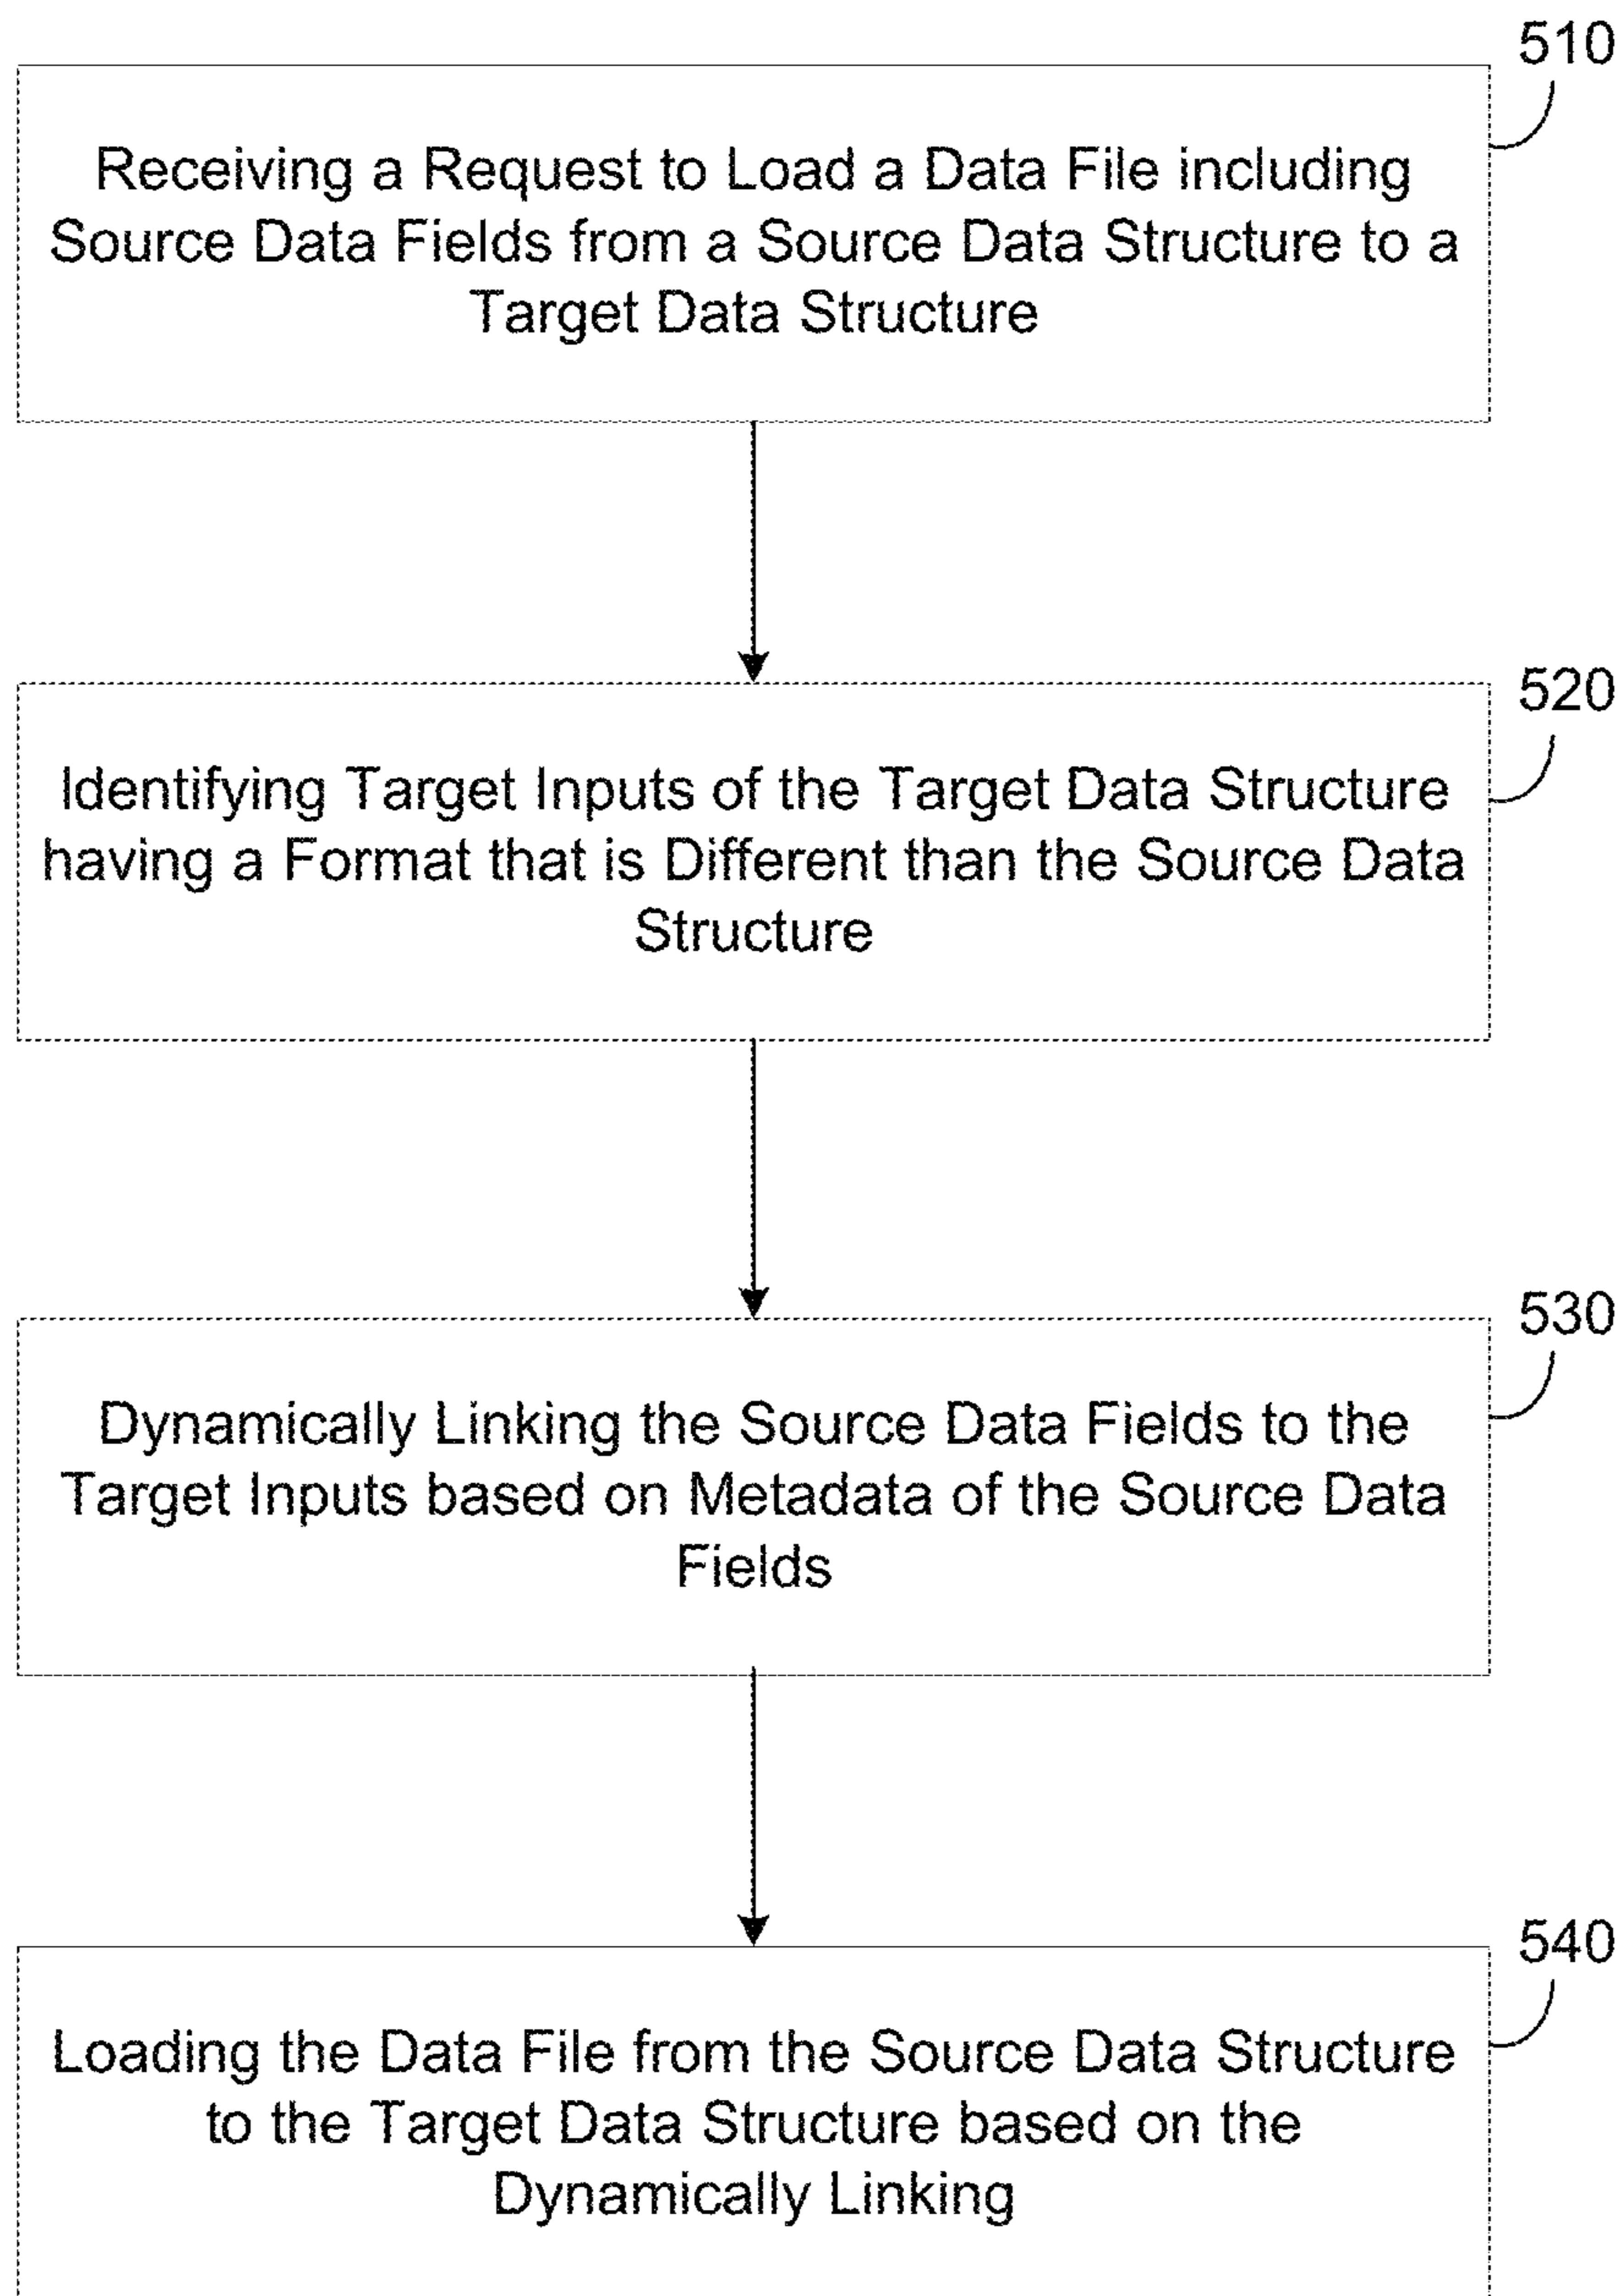 510
Receiving a Request to Load a Data File including
Source Data Fields from a Source Data Structure to a
Target Data Structure
520
Identifying Target Inputs of the Target Data Structure
having a Format that is Different than the Source Data
Structure
530
Dynamically Linking the Source Data Fields to the
Target Inputs based on Metadata of the Source Data
Fields
540
Loading the Data File from the Source Data Structure
to the Target Data Structure based on the
Dynamically Linking